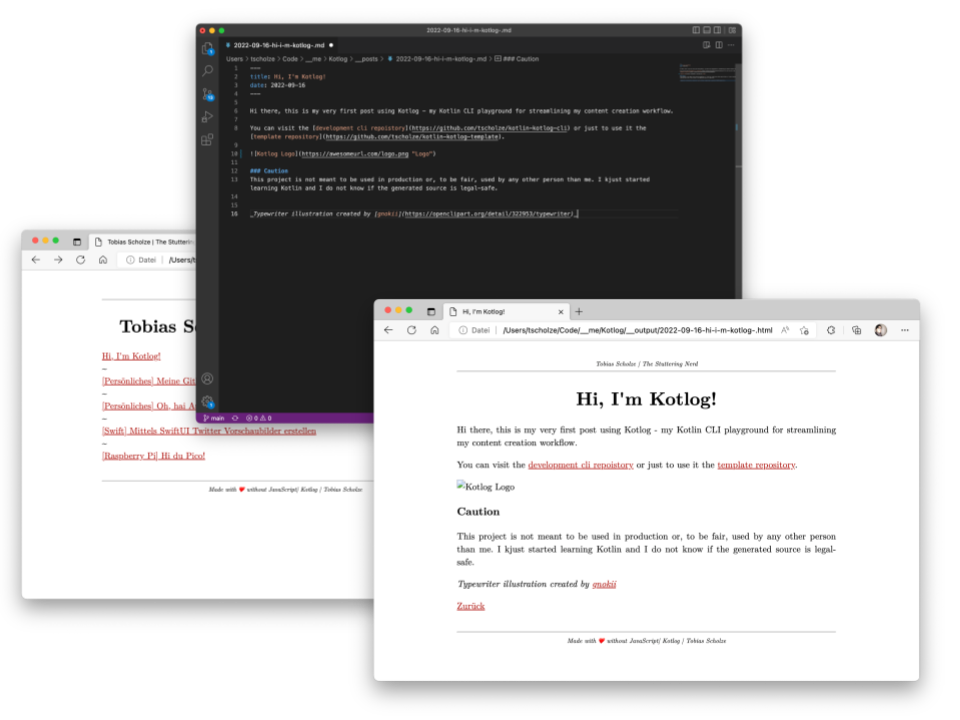 2022-09-16-hi-i-m-kotlog-.md
2022-09-16-hi-i-m-kotlog-.md
Users > tscholze > Code > __me > Kotlog > __posts > 2022-09-16-hi-i-m-kotlog-.md > ### Caution
1 ---
2 title: Hi, I'm Kotlog!
3 date: 2022-09-16
4 ---
5
6 Hi there, this is my very first post using Kotlog - my Kotlin CLI playground for streamlining my content creation workflow.
7
8 You can visit the [development cli repoistory](https://github.com/tscholze/kotlin-kotlog-cli) or just to use it the
[template repository](https://github.com/tscholze/kotlin-kotlog-template).
9
10 ![Kotlog Logo](https://awesomeurl.com/logo.png "Logo")
11
12 ### Caution
13 This project is not meant to be used in production or, to be fair, used by any other person than me. I kjust started
learning Kotlin and I do not know if the generated source is legal-safe.
14
15
16 _Typewriter illustration created by [gnokii](https://openclipart.org/detail/322953/typewriter)_
main 0 0
Tobias Scholze | The Stutterin
Datei /Users/t
Tobias S
Hi, I'm Kotlog!
–
[Persönliches] Meine Git
–
[Persönliches] Oh, hai A
–
[Swift] Mittels SwiftUI Twitter Vorschaubilder erstellen
–
[Raspberry Pi] Hi du Pico!
Made with ❤ without JavaScript| Kotlog | Tobias Scholze
Hi, I'm Kotlog!
Datei /Users/tscholze/Code/__me/Kotlog/__output/2022-09-16-hi-i-m-kotlog-.html
Tobias Scholze | The Stuttering Nerd
Hi, I'm Kotlog!
Hi there, this is my very first post using Kotlog - my Kotlin CLI playground for streamlining
my content creation workflow.
You can visit the development cli repoistory or just to use it the template repository.
Kotlog Logo
Caution
This project is not meant to be used in production or, to be fair, used by any other person
than me. I kjust started learning Kotlin and I do not know if the generated source is legal-
safe.
Typewriter illustration created by gnokii
Zurück
Made with ❤ without JavaScript| Kotlog | Tobias Scholze